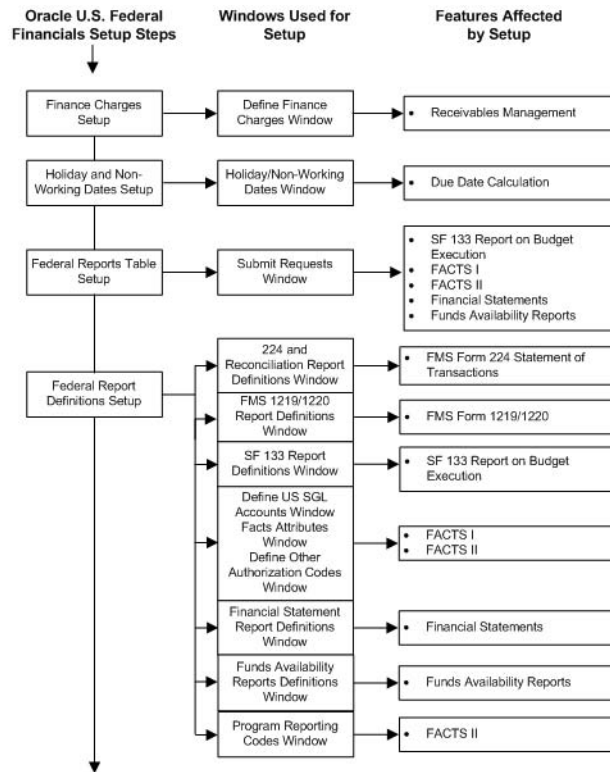 Oracle U.S. Federal
Financials Setup Steps
Windows Used for
Setup
Features Affected
by Setup
Finance Charges
Setup
Define Finance
Charges Window
• Receivables Management
Holiday and Non-
Working Dates Setup
Holiday/Non-Working
Dates Window
• Due Date Calculation
Federal Reports Table
Setup
Submit Requests
Window
• SF 133 Report on Budget
Execution
• FACTS I
• FACTS II
• Financial Statements
• Funds Availability Reports
Federal Report
Definitions Setup
224 and
Reconciliation Report
Definitions Window
• FMS Form 224 Statement of
Transactions
FMS 1219/1220
Report Definitions
Window
• FMS Form 1219/1220
SF 133 Report
Definitions Window
• SF 133 Report on Budget
Execution
Define US SGL
Accounts Window
Facts Attributes
Window
Define Other
Authorization Codes
Window
• FACTS I
• FACTS II
Financial Statement
Report Definitions
Window
• Financial Statements
Funds Availability
Reports Definitions
Window
• Funds Availability Reports
Program Reporting
Codes Window
• FACTS II